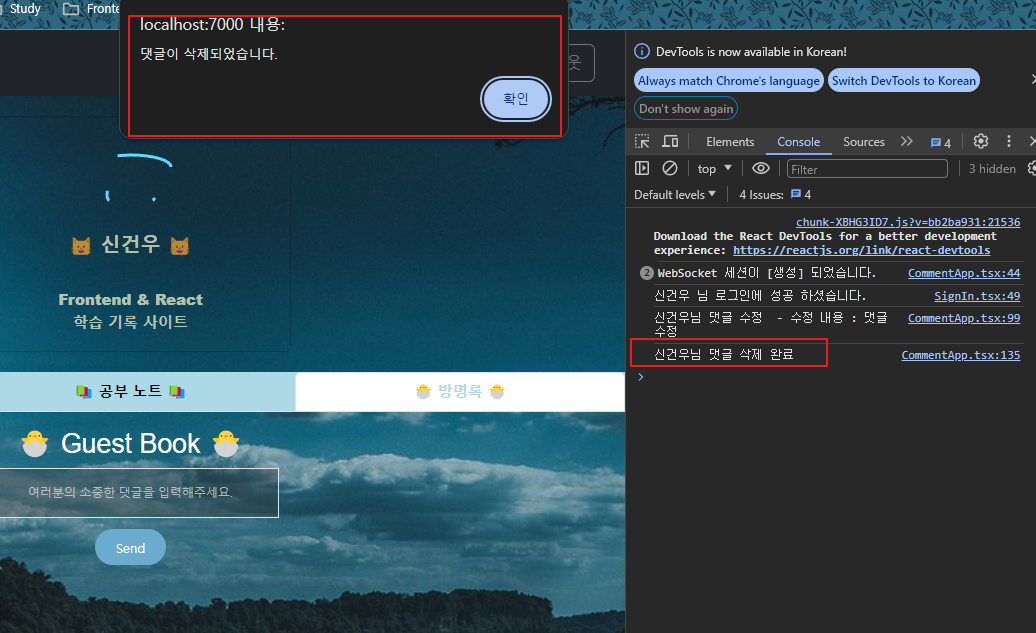 Study
Fronte
localhost:7000 내용:
댓글이 삭제되었습니다.
확인
웃
신건우
Frontend & React
학습 기록 사이트
공부 노트
방명록
Guest Book
여러분의 소중한 댓글을 입력해주세요.
Send
DevTools is now available in Korean!
Always match Chrome's language
Switch DevTools to Korean
Don't show again
Elements
Console
Sources
4
top
Filter
3 hidden
Default levels
4 Issues:
4
chunk-XBHG3ID7.js?v=bb2ba931:21536
Download the React DevTools for a better development
experience: https://reactjs.org/link/react-devtools
2 WebSocket 세션이 [생성] 되었습니다. CommentApp.tsx:44
신건우 님 로그인에 성공 하셨습니다. SignIn.tsx:49
신건우님 댓글 수정 - 수정 내용 : 댓글 CommentApp.tsx:99
수정
신건우님 댓글 삭제 완료 CommentApp.tsx:135